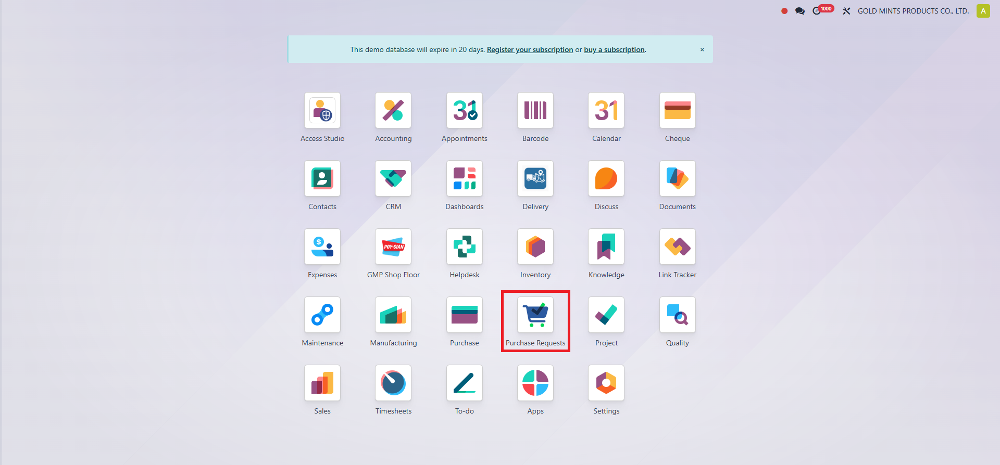 1000
GOLD MINTS PRODUCTS CO., LTD.
A
This demo database will expire in 20 days. Register your subscription or buy a subscription.
×
31
31
Access Studio
Accounting
Appointments
Barcode
Calendar
Cheque
Contacts
CRM
Dashboards
Delivery
Discuss
Documents
$
POY-SIAN
Expenses
GMP Shop Floor
Helpdesk
Inventory
Knowledge
Link Tracker
Maintenance
Manufacturing
Purchase
Purchase Requests
Project
Quality
Sales
Timesheets
To-do
Apps
Settings